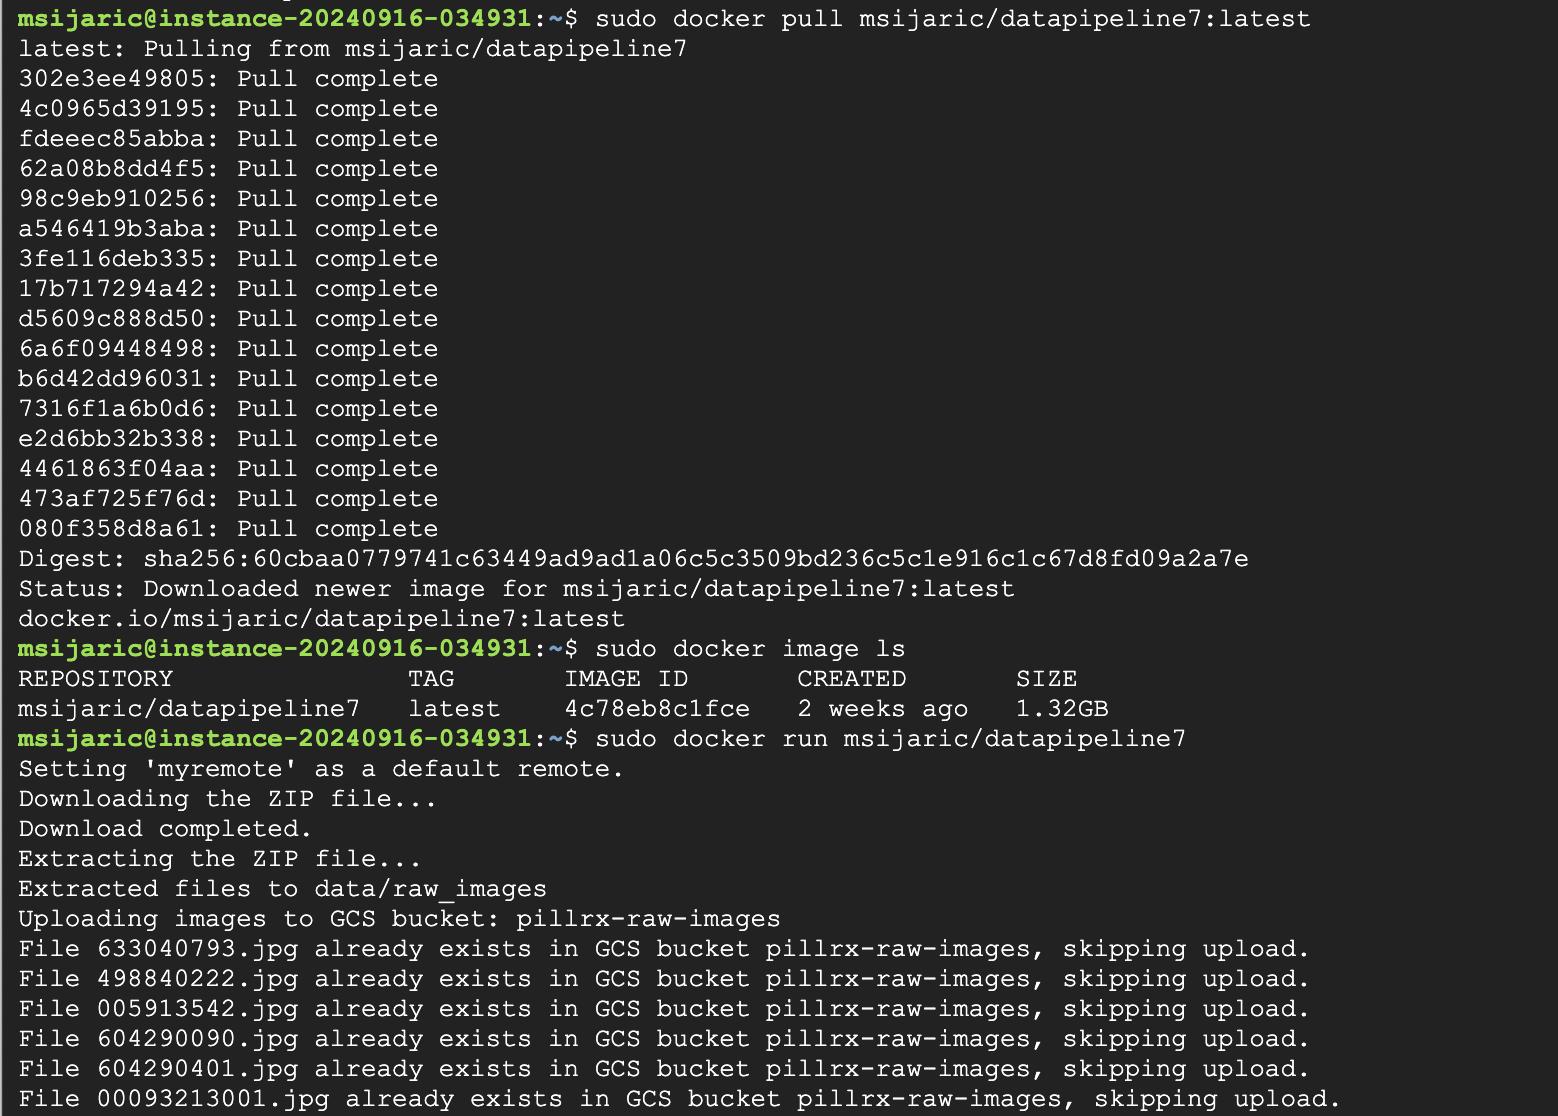 msijaric@instance-20240916-034931:~$ sudo docker pull msijaric/datapipeline7:latest
latest: Pulling from msijaric/datapipeline7
302e3ee49805: Pull complete
4c0965d39195: Pull complete
fdeeec85abba: Pull complete
62a08b8dd4f5: Pull complete
98c9eb910256: Pull complete
a546419b3aba: Pull complete
3fe116deb335: Pull complete
17b717294a42: Pull complete
d5609c888d50: Pull complete
6a6f09448498: Pull complete
b6d42dd96031: Pull complete
7316f1a6b0d6: Pull complete
e2d6bb32b338: Pull complete
4461863f04aa: Pull complete
473af725f76d: Pull complete
080f358d8a61: Pull complete
Digest: sha256:60cbaa0779741c63449ad9ad1a06c5c3509bd236c5c1e916c1c67d8fd09a2a7e
Status: Downloaded newer image for msijaric/datapipeline7:latest
docker.io/msijaric/datapipeline7:latest
msijaric@instance-20240916-034931:~$ sudo docker image ls
REPOSITORY               TAG       IMAGE ID       CREATED       SIZE
msijaric/datapipeline7   latest    4c78eb8c1fce   2 weeks ago   1.32GB
msijaric@instance-20240916-034931:~$ sudo docker run msijaric/datapipeline7
Setting 'myremote' as a default remote.
Downloading the ZIP file...
Download completed.
Extracting the ZIP file...
Extracted files to data/raw_images
Uploading images to GCS bucket: pillrx-raw-images
File 633040793.jpg already exists in GCS bucket pillrx-raw-images, skipping upload.
File 498840222.jpg already exists in GCS bucket pillrx-raw-images, skipping upload.
File 005913542.jpg already exists in GCS bucket pillrx-raw-images, skipping upload.
File 604290090.jpg already exists in GCS bucket pillrx-raw-images, skipping upload.
File 604290401.jpg already exists in GCS bucket pillrx-raw-images, skipping upload.
File 00093213001.jpg already exists in GCS bucket pillrx-raw-images, skipping upload.